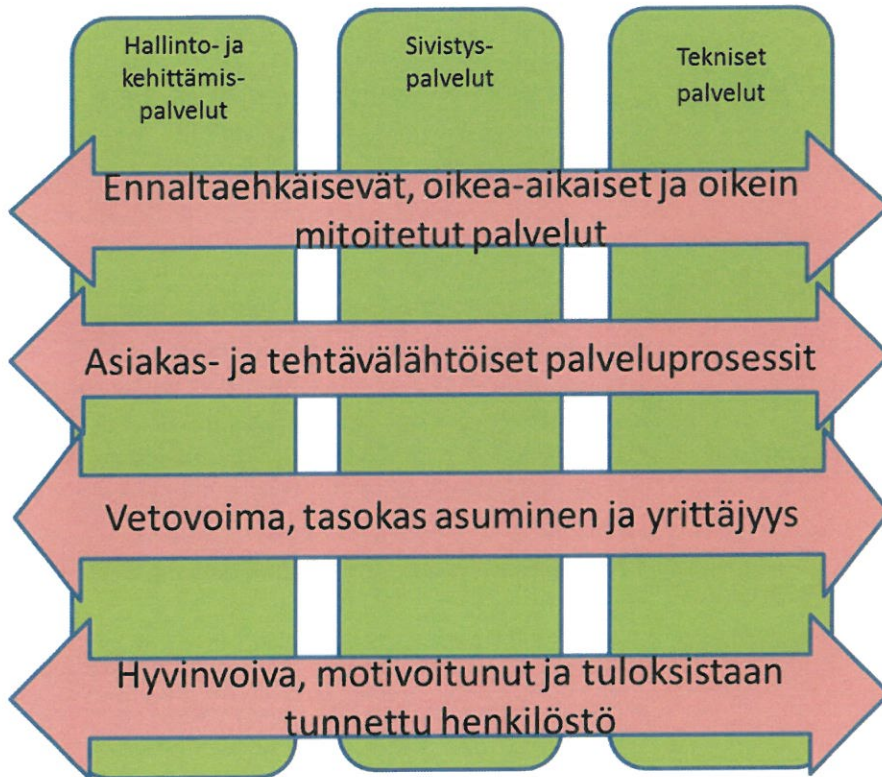 Hallinto- ja
kehittämis-
palvelut
Sivistys-
palvelut
Tekniset
palvelut
Ennaltaehkäisevät, oikea-aikaiset ja oikein
mitoitetut palvelut
Asiakas- ja tehtävälähtöiset palveluprosessit
Vetovoima, tasokas asuminen ja yrittäjyys
Hyvinvoiva, motivoitunut ja tuloksistaan
tunnettu henkilöstö